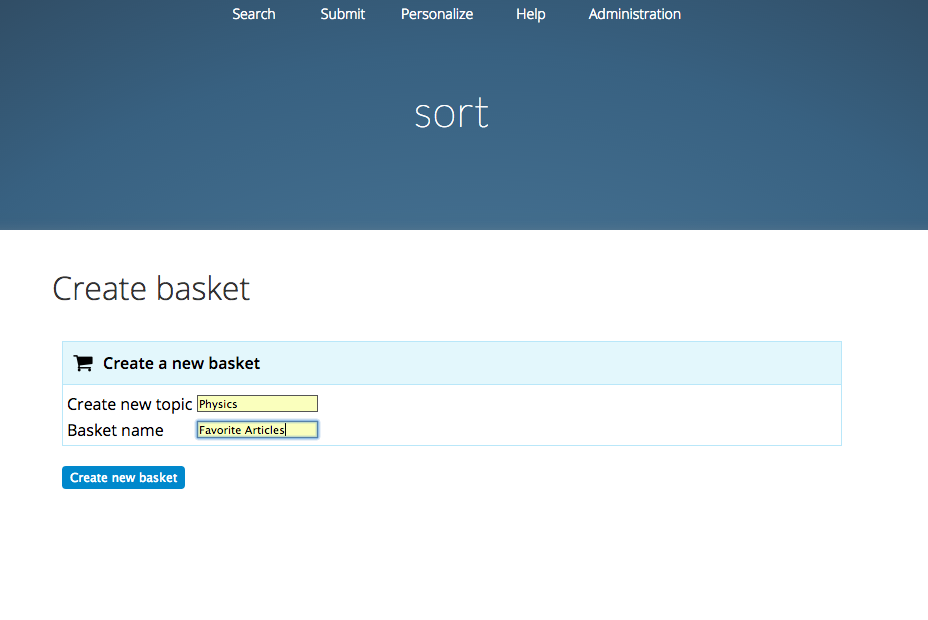 Search Submit Personalize Help Administration
sort
Create basket
Create a new basket
Create new topic Physics
Basket name Favorite Articles
Create new basket